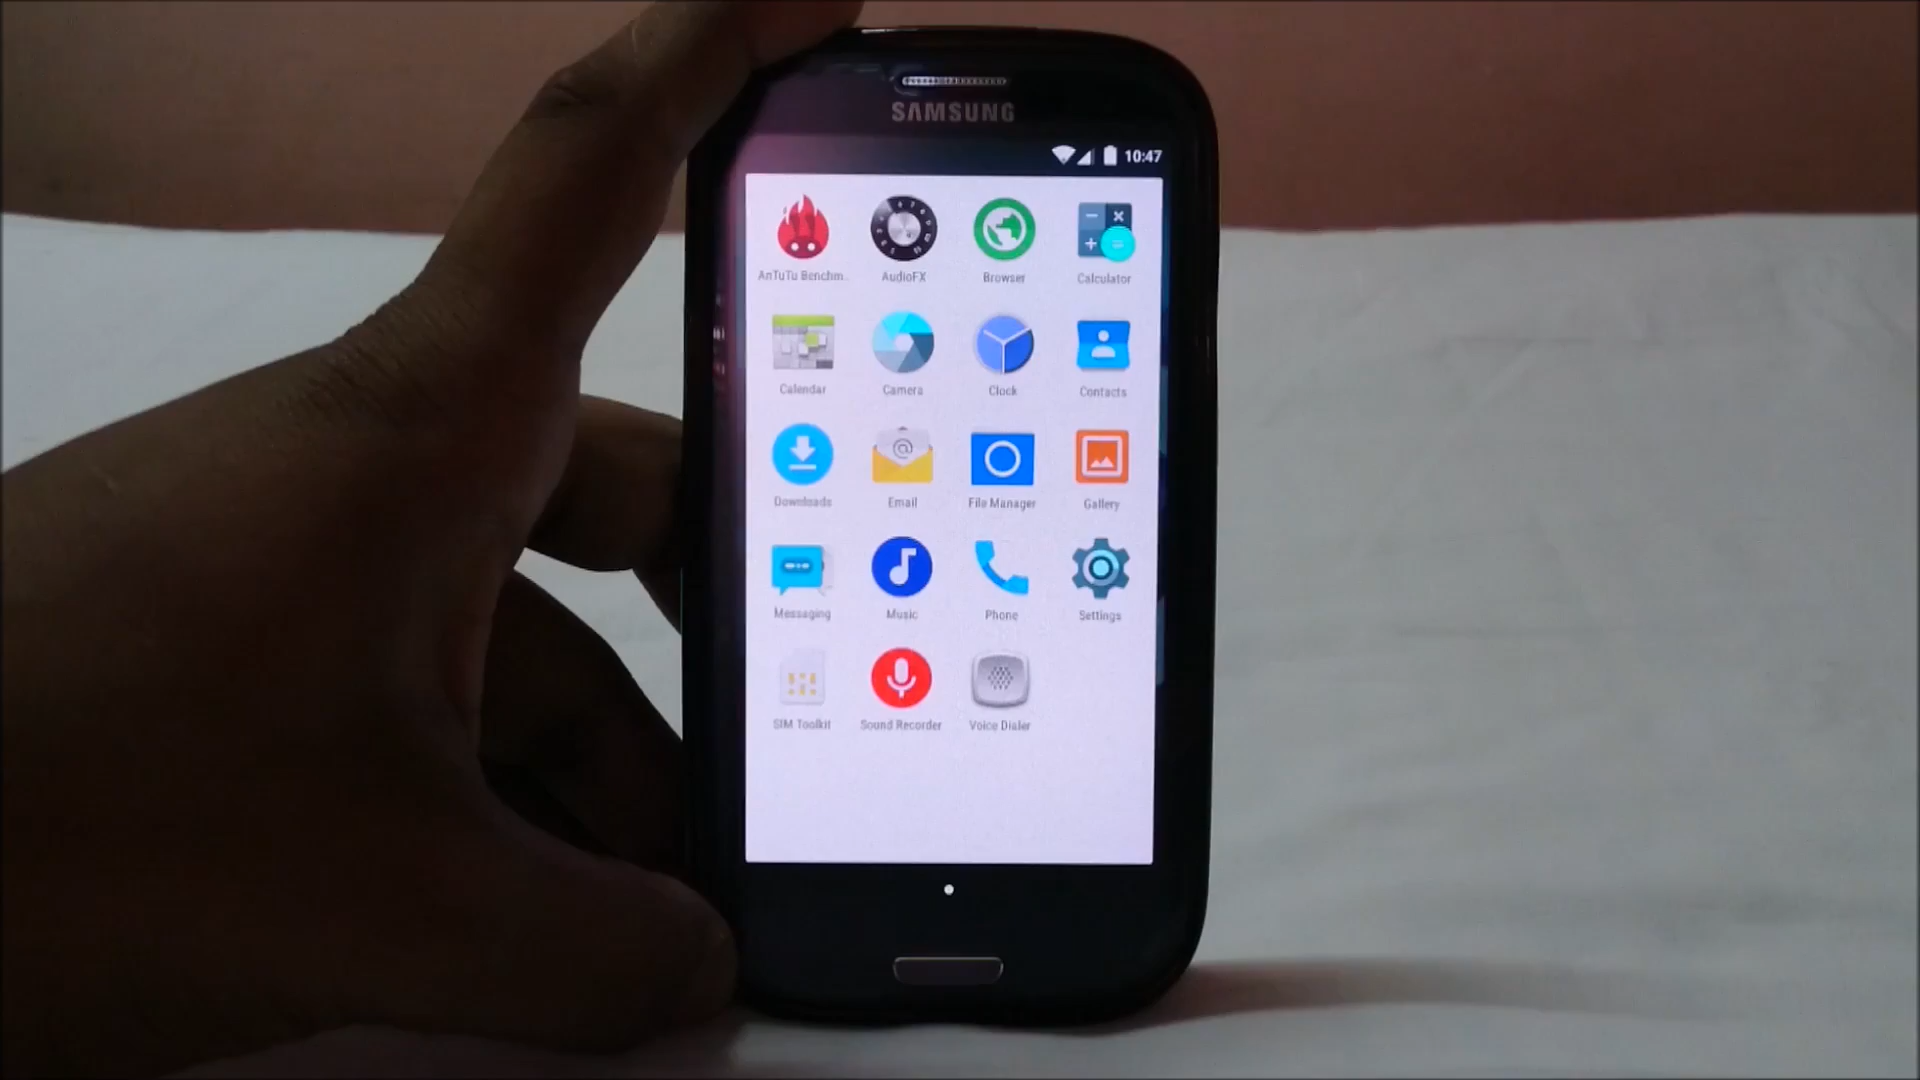 SAMSUNG
10:47
AnTuTu Benchm..
AudioFX
Browser
Calculator
Calendar
Camera
Clock
Contacts
Downloads
Email
File Manager
Gallery
Messaging
Music
Phone
Settings
SIM Toolkit
Sound Recorder
Voice Dialer